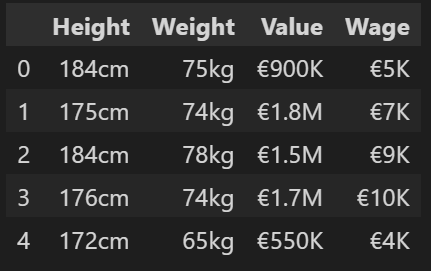 Height Weight Value Wage
0 184cm 75kg €900K €5K
1 175cm 74kg €1.8M €7K
2 184cm 78kg €1.5M €9K
3 176cm 74kg €1.7M €10K
4 172cm 65kg €550K €4K